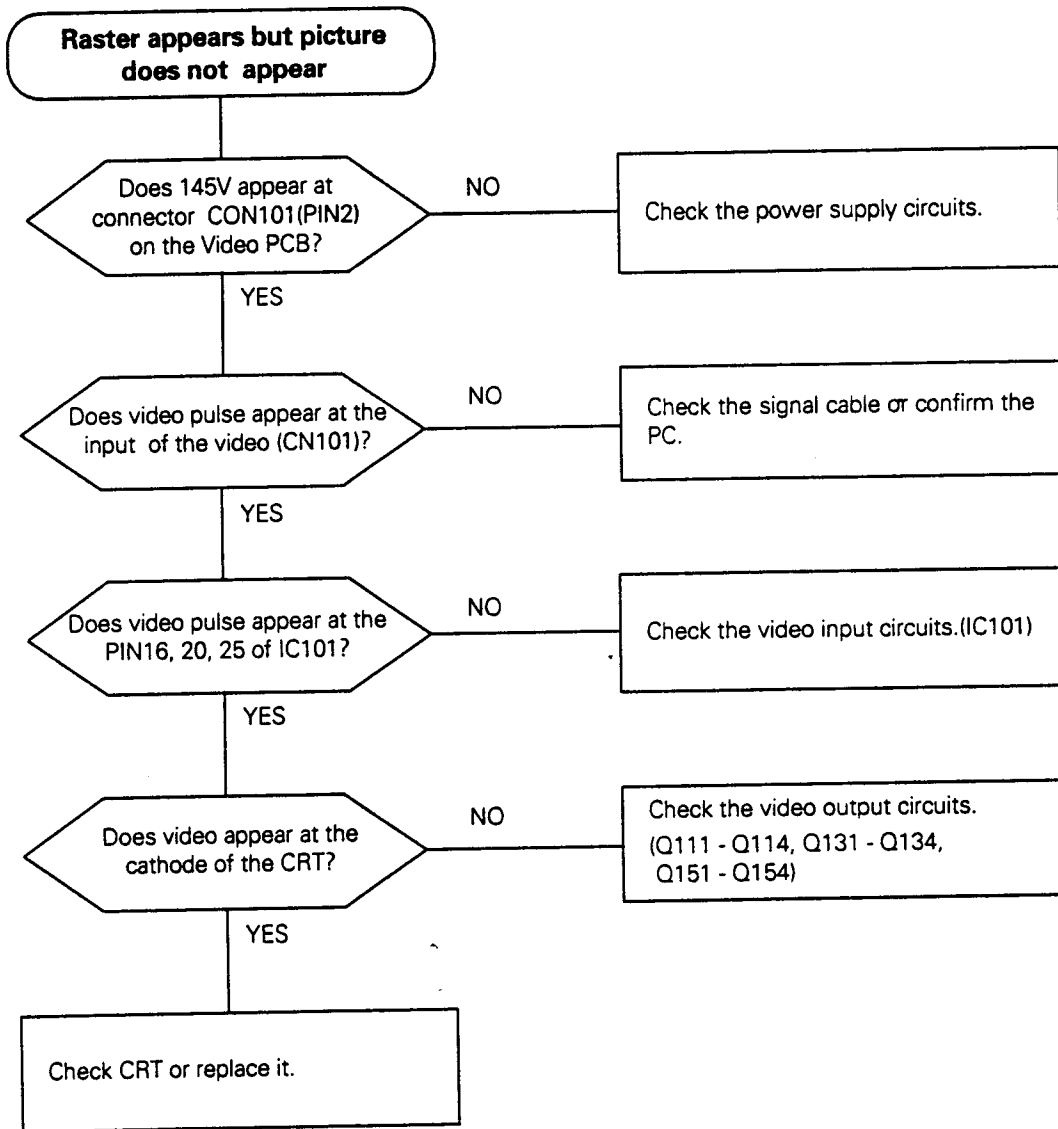 Raster appears but picture
does not appear
Does 145V appear at
connector CON101(PIN2)
on the Video PCB?
NO
Check the power supply circuits.
YES
Does video pulse appear at the
input of the video (CN101)?
NO
Check the signal cable or confirm the
PC.
YES
Does video pulse appear at the
PIN16, 20, 25 of IC101?
NO
Check the video input circuits.(IC101)
YES
Does video appear at the
cathode of the CRT?
NO
Check the video output circuits.
(Q111 - Q114, Q131 - Q134,
Q151 - Q154)
YES
Check CRT or replace it.